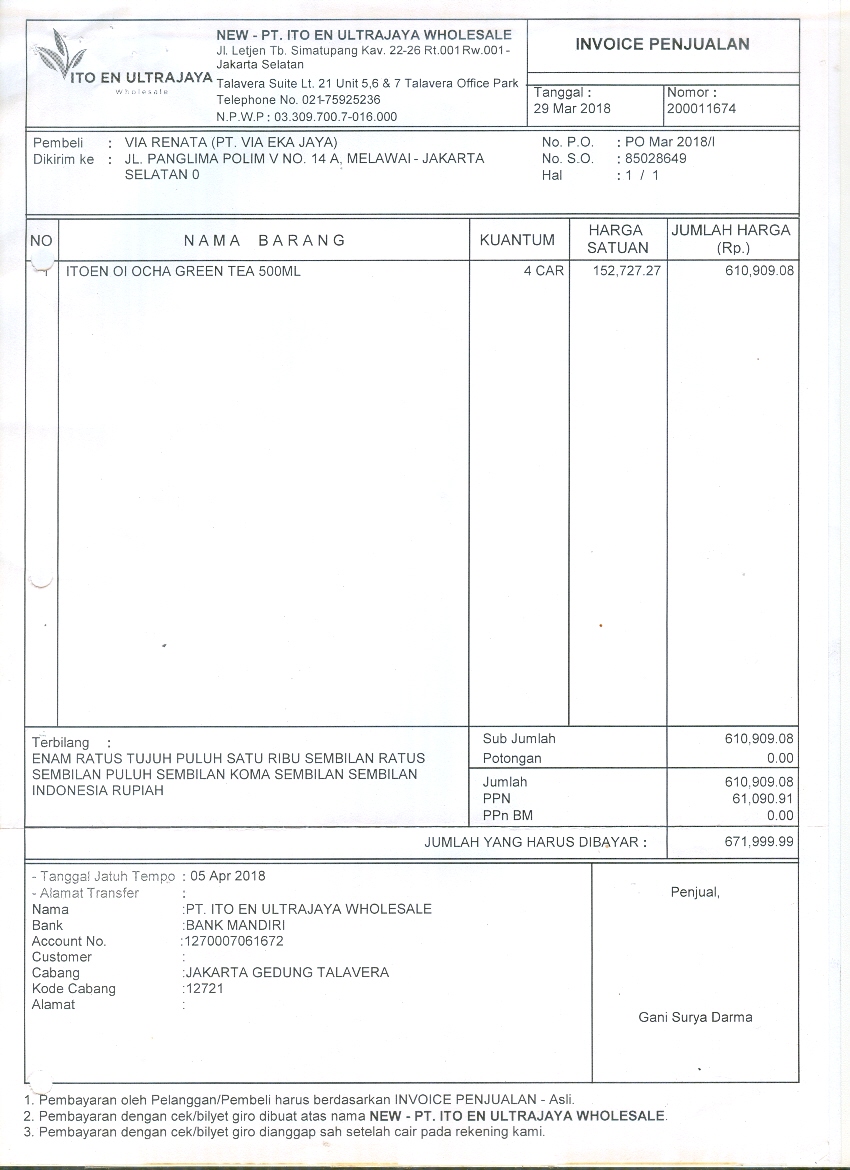 ITO EN ULTRAJAYA
Wholesale
NEW - PT. ITO EN ULTRAJAYA WHOLESALE
Jl. Letjen Tb. Simatupang Kav. 22-26 Rt.001 Rw.001 -
Jakarta Selatan
Talavera Suite Lt. 21 Unit 5,6 & 7 Talavera Office Park
Telephone No. 021-75925236
N.P.W.P : 03.309.700.7-016.000
INVOICE PENJUALAN
Tanggal : Nomor :
29 Mar 2018 200011674
Pembeli : VIA RENATA (PT. VIA EKA JAYA)
Dikirim ke : JL. PANGLIMA POLIM V NO. 14 A, MELAWAI - JAKARTA
SELATAN 0
No. P.O. : PO Mar 2018/I
No. S.O. : 85028649
Hal : 1 / 1
NO NAMA BARANG KUANTUM HARGA SATUAN JUMLAH HARGA (Rp.)
1 ITOEN OI OCHA GREEN TEA 500ML 4 CAR 152,727.27 610,909.08
Terbilang :
ENAM RATUS TUJUH PULUH SATU RIBU SEMBILAN RATUS
SEMBILAN PULUH SEMBILAN KOMA SEMBILAN SEMBILAN
INDONESIA RUPIAH
Sub Jumlah 610,909.08
Potongan 0.00
Jumlah 610,909.08
PPN 61,090.91
PPn BM 0.00
JUMLAH YANG HARUS DIBAYAR : 671,999.99
- Tanggal Jatuh Tempo : 05 Apr 2018
- Alamat Transfer :
Nama :PT. ITO EN ULTRAJAYA WHOLESALE
Bank :BANK MANDIRI
Account No. :1270007061672
Customer :
Cabang :JAKARTA GEDUNG TALAVERA
Kode Cabang :12721
Alamat :
Penjual,
Gani Surya Darma
1. Pembayaran oleh Pelanggan/Pembeli harus berdasarkan INVOICE PENJUALAN - Asli.
2. Pembayaran dengan cek/bilyet giro dibuat atas nama NEW - PT. ITO EN ULTRAJAYA WHOLESALE.
3. Pembayaran dengan cek/bilyet giro dianggap sah setelah cair pada rekening kami.